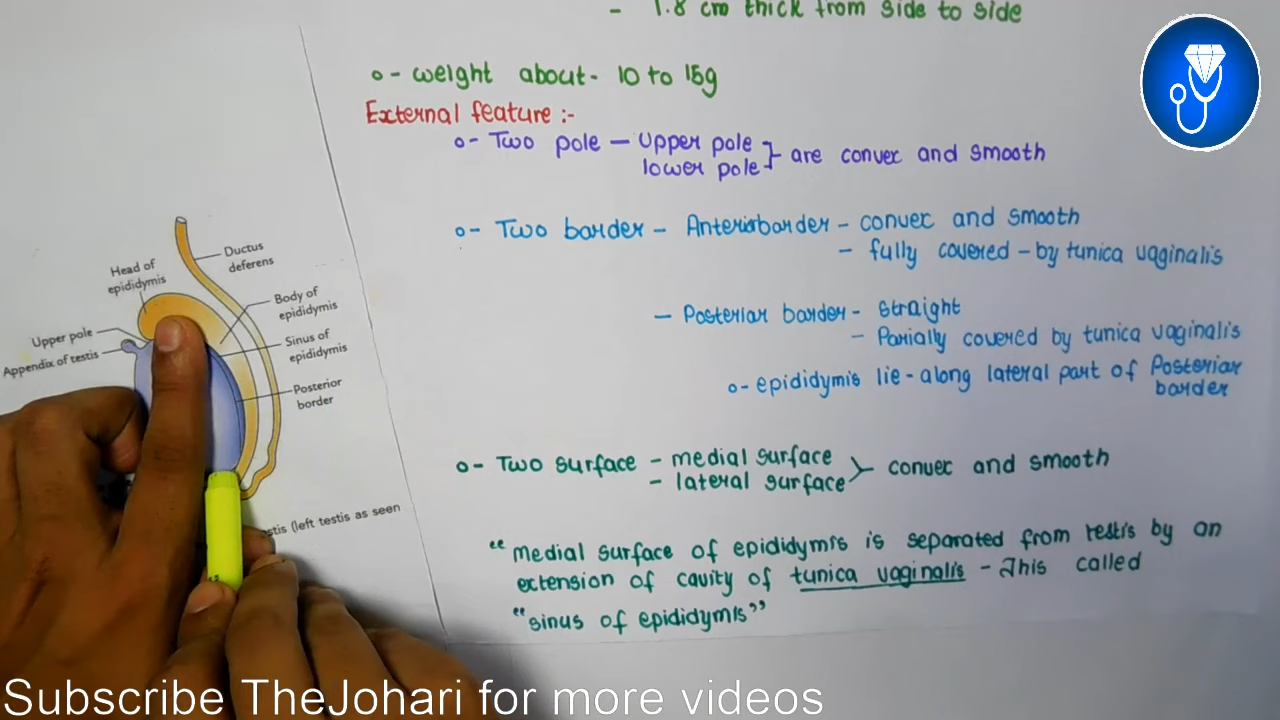 - 1.8 cm thick from side to side
o- weight about- 10 to 15g
External feature :-
o- Two pole — Upper pole
lower pole } are convex and smooth
o- Two border - Anterior border - convex and smooth
- fully covered - by tunica vaginalis
- Posterior border - straight
- Parially covered by tunica vaginalis
o- epididymis lie - along lateral part of Posterior
border
o- Two surface - medial surface
- lateral surface > convex and smooth
"medial surface of epididymis is separated from testis by an
extension of cavity of tunica vaginalis - This called
"sinus of epididymis"
Ductus
deferens
Head of
epididymis
Body of
epididymis
Upper pole
Appendix of testis
Sinus of
epididymis
Posterior
border
(left testis as seen
Subscribe TheJohari for more videos